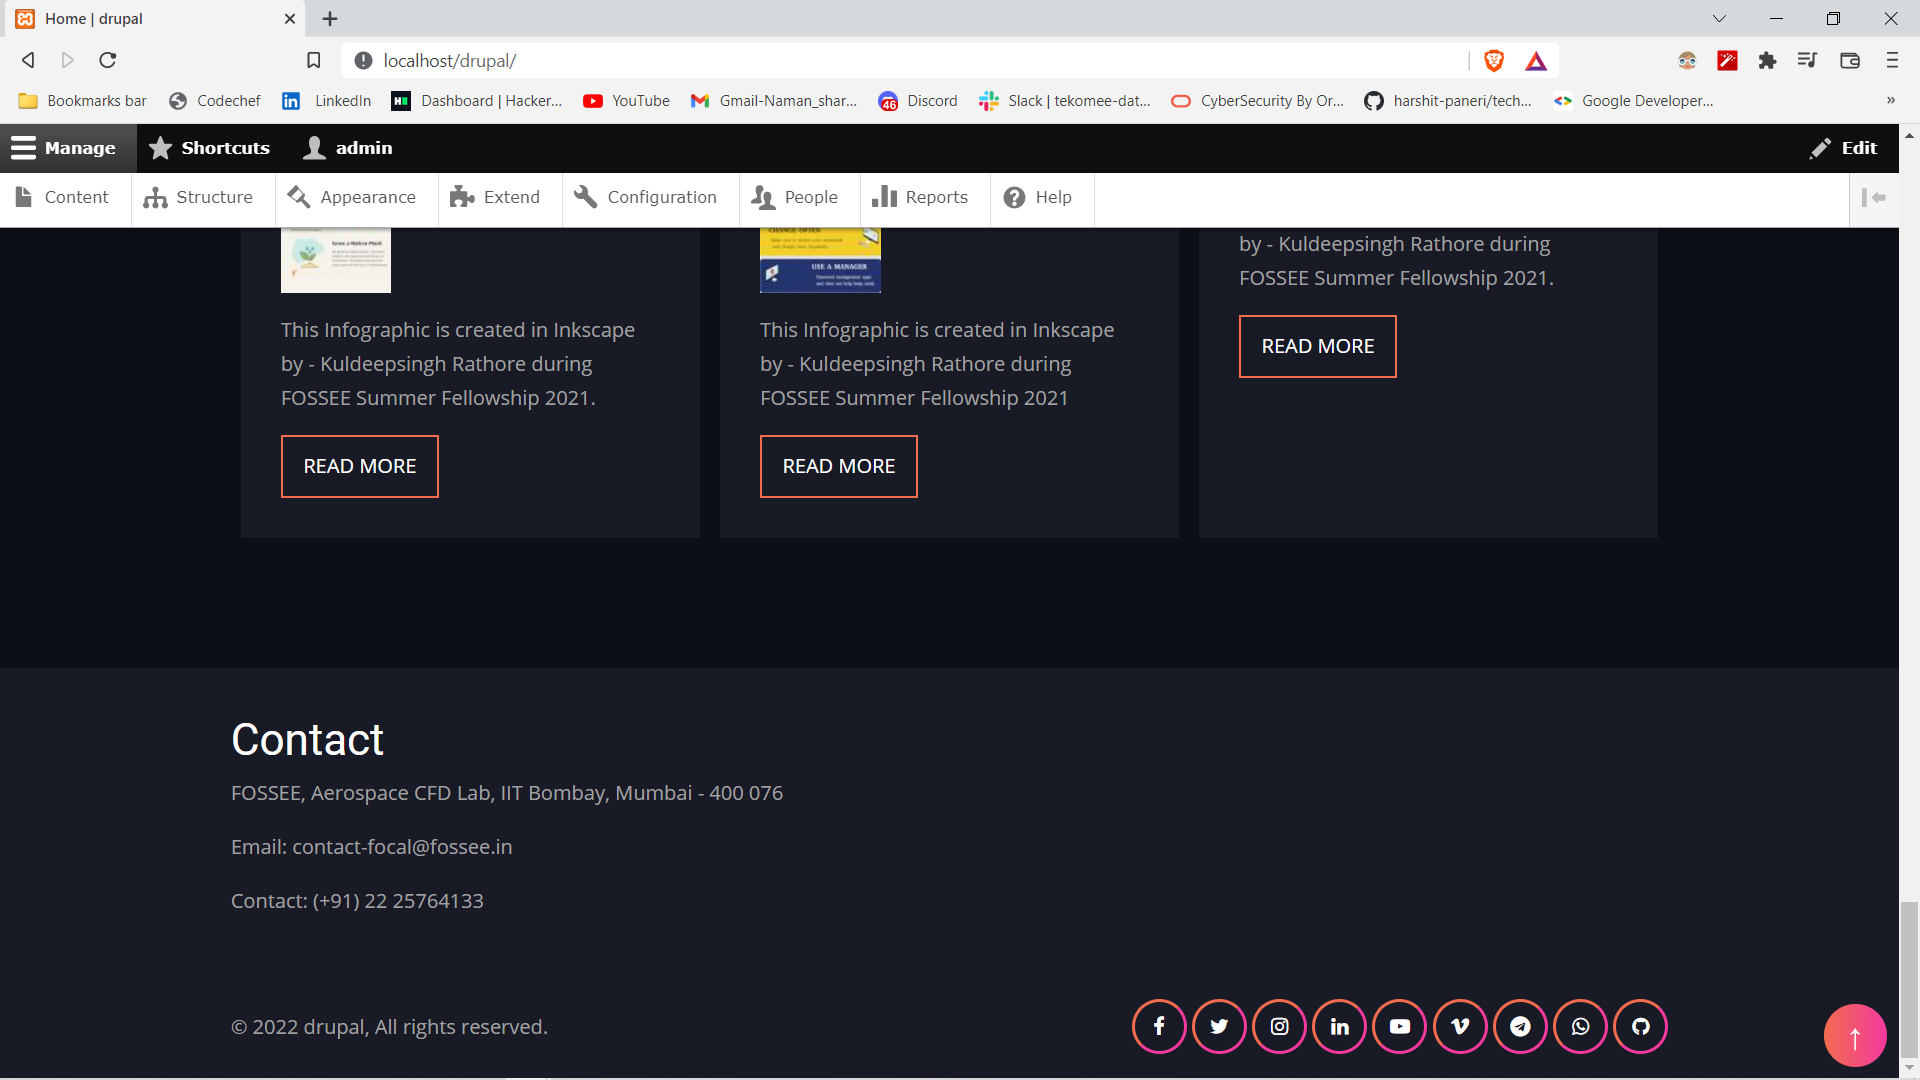 Home | drupal
localhost/drupal/
Bookmarks bar
Codechef
LinkedIn
Dashboard | Hacker...
YouTube
Gmail-Naman_shar...
46
Discord
Slack | tekomee-dat...
CyberSecurity By Or...
harshit-paneri/tech...
Google Developer...
»
Manage
Shortcuts
admin
Edit
Content
Structure
Appearance
Extend
Configuration
People
Reports
Help
Grow a Native Plant
CHANGE OFTEN
USE A MANAGER
This Infographic is created in Inkscape
by - Kuldeepsingh Rathore during
FOSSEE Summer Fellowship 2021.
READ MORE
This Infographic is created in Inkscape
by - Kuldeepsingh Rathore during
FOSSEE Summer Fellowship 2021
READ MORE
by - Kuldeepsingh Rathore during
FOSSEE Summer Fellowship 2021.
READ MORE
Contact
FOSSEE, Aerospace CFD Lab, IIT Bombay, Mumbai - 400 076
Email: contact-focal@fossee.in
Contact: (+91) 22 25764133
© 2022 drupal, All rights reserved.